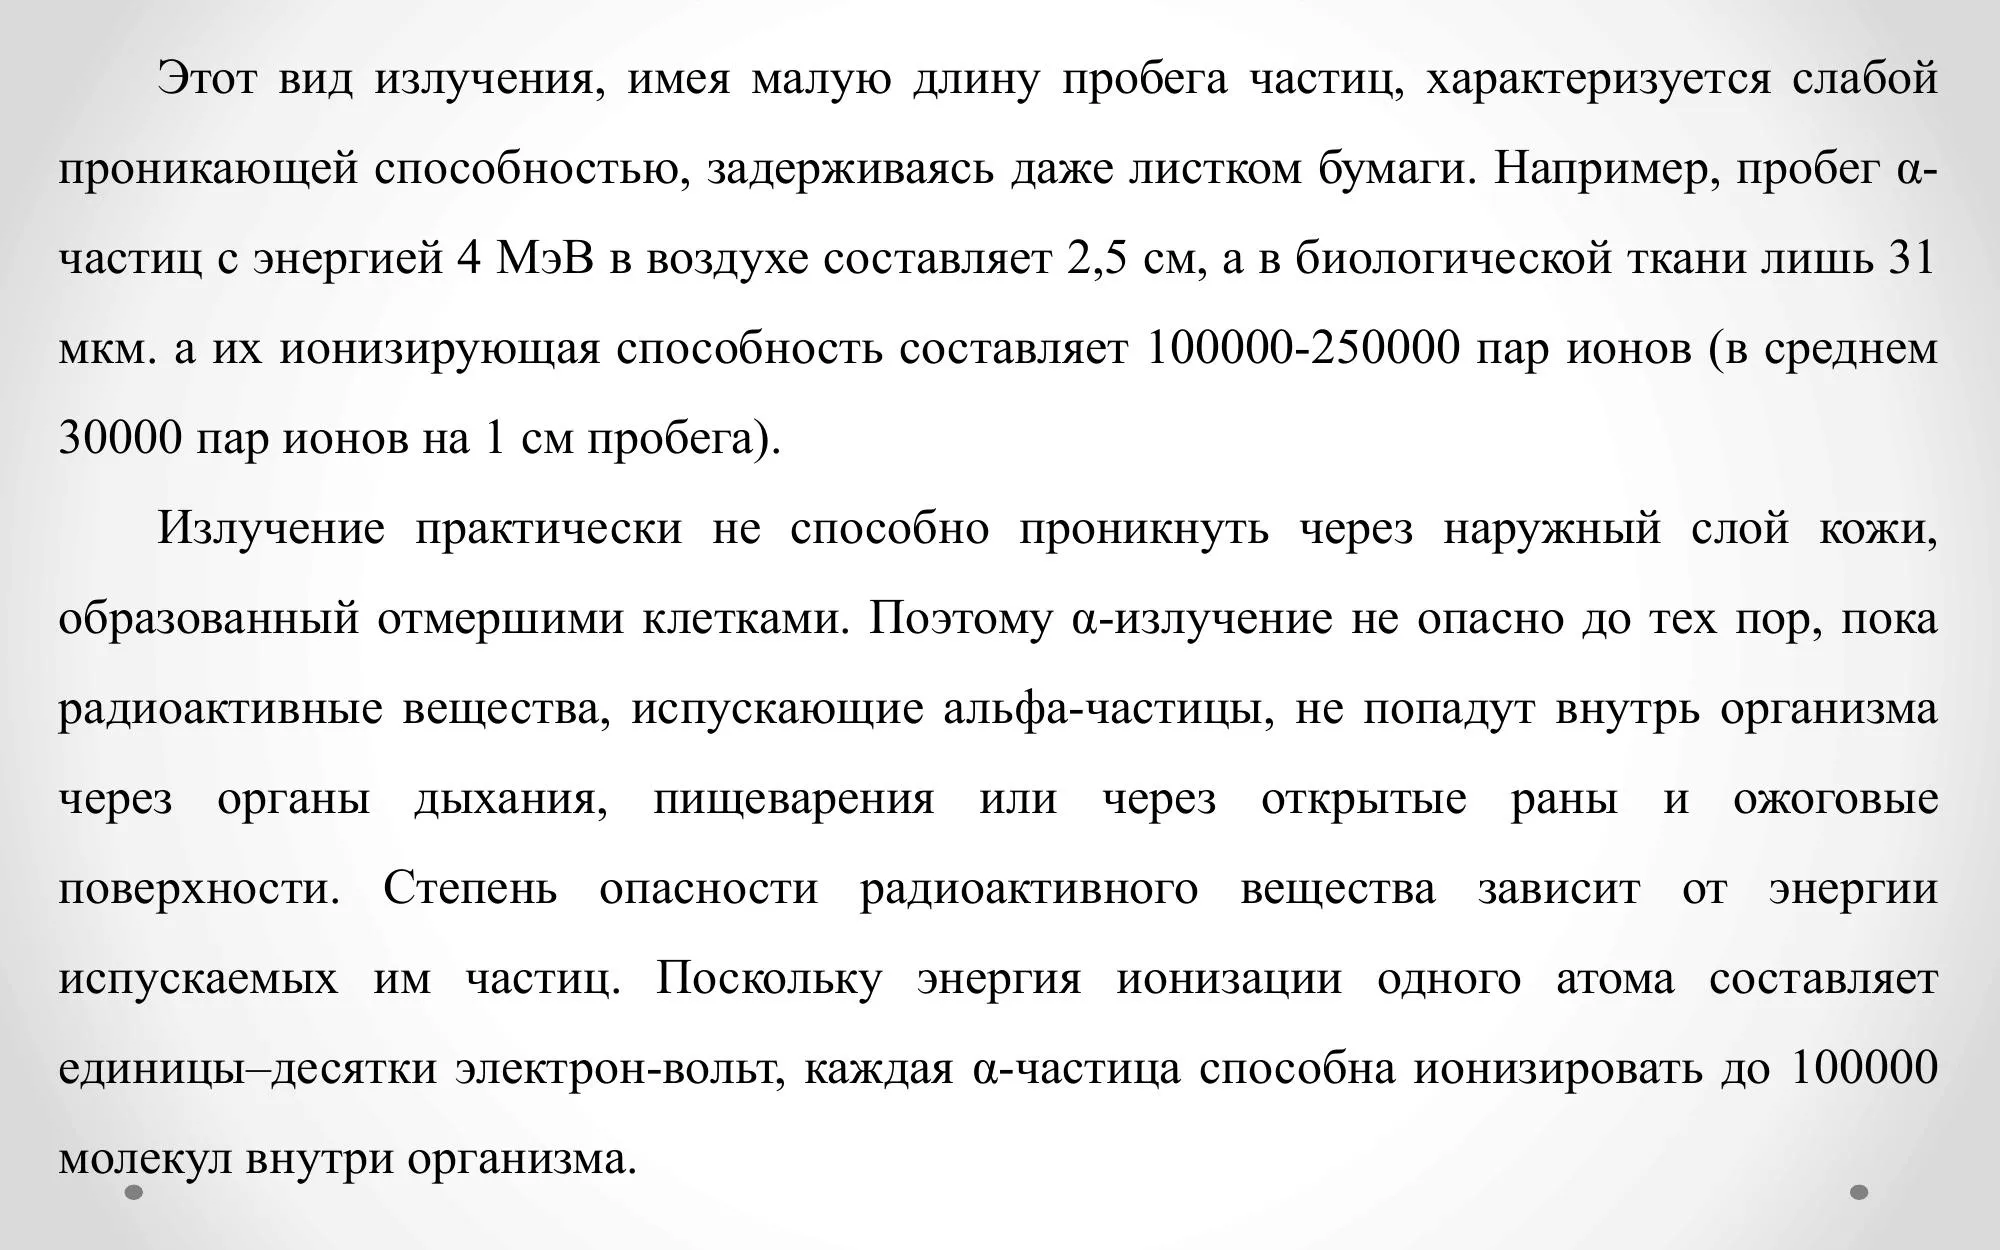 Этот вид излучения, имея малую длину пробега частиц, характеризуется слабой
проникающей способностью, задерживаясь даже листком бумаги. Например, пробег α-
частиц с энергией 4 МэВ в воздухе составляет 2,5 см, а в биологической ткани лишь 31
мкм. а их ионизирующая способность составляет 100000-250000 пар ионов (в среднем
30000 пар ионов на 1 см пробега).
Излучение практически не способно проникнуть через наружный слой кожи,
образованный отмершими клетками. Поэтому α-излучение не опасно до тех пор, пока
радиоактивные вещества, испускающие альфа-частицы, не попадут внутрь организма
через органы дыхания, пищеварения или через открытые раны и ожоговые
поверхности. Степень опасности радиоактивного вещества зависит от энергии
испускаемых им частиц. Поскольку энергия ионизации одного атома составляет
единицы–десятки электрон-вольт, каждая α-частица способна ионизировать до 100000
молекул внутри организма.